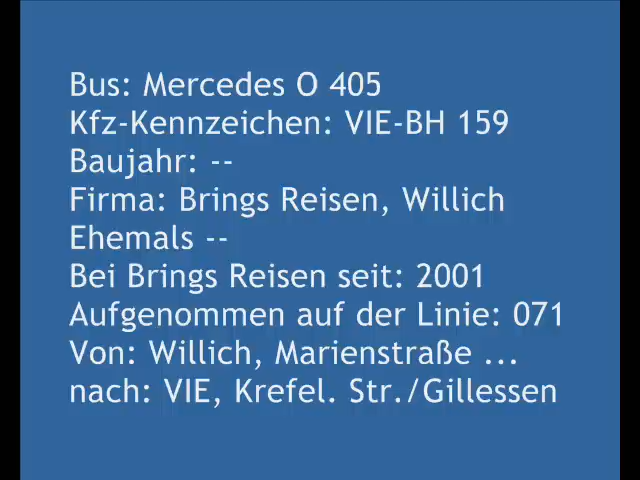 Bus: Mercedes O 405
Kfz-Kennzeichen: VIE-BH 159
Baujahr: --
Firma: Brings Reisen, Willich
Ehemals --
Bei Brings Reisen seit: 2001
Aufgenommen auf der Linie: 071
Von: Willich, Marienstraße ...
nach: VIE, Krefel. Str./Gillessen